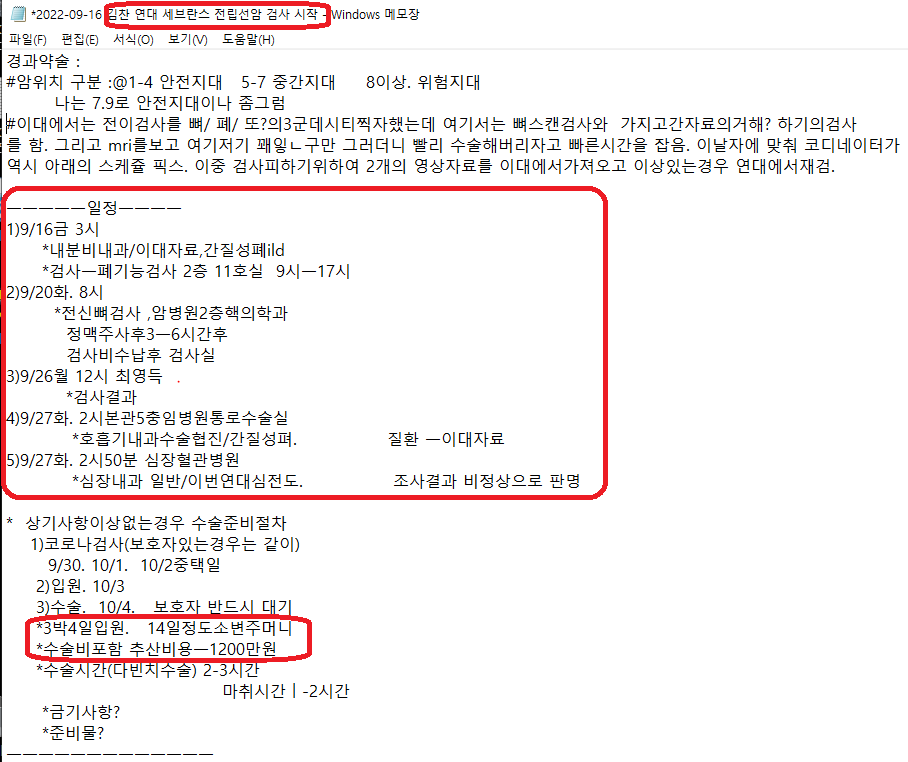 *2022-09-16 김찬 연대 세브란스 전립선암 검사 시작 - Windows 메모장
파일(F) 편집(E) 서식(O) 보기(V) 도움말(H)
경과약술 :
#암위치 구분 :@1-4 안전지대 5-7 중간지대 8이상. 위험지대
나는 7.9로 안전지대이나 좀그럼
#이대에서는 전이검사를 뼈/ 폐/ 또?의3군데시티찍자했는데 여기서는 뼈스캔검사와 가지고간자료의거해? 하기의검사
를 함. 그리고 mri를보고 여기저기 꽤잏ㄴ구만 그러더니 빨리 수술해버리자고 빠른시간을 잡음. 이날자에 맞춰 코디네이터가
역시 아래의 스케쥴 픽스. 이중 검사피하기위하여 2개의 영상자료를 이대에서가져오고 이상있는경우 연대에서재검.
ㅡㅡㅡㅡㅡ일정ㅡㅡㅡㅡ
1)9/16금 3시
*내분비내과/이대자료,간질성폐ild
*검사ㅡ폐기능검사 2층 11호실 9시ㅡ17시
2)9/20화. 8시
*전신뼈검사 ,암병원2층핵의학과
정맥주사후3ㅡ6시간후
검사비수납후 검사실
3)9/26월 12시 최영득 .
*검사결과
4)9/27화. 2시본관5충임병원통로수술실
*호흡기내과수술협진/간질성펴. 질환 ㅡ이대자료
5)9/27화. 2시50분 심장혈관병원
*심장내과 일반/이번연대심전도. 조사결과 비정상으로 판명
* 상기사항이상없는경우 수술준비절차
1)코로나검사(보호자있는경우는 같이)
9/30. 10/1. 10/2중택일
2)입원. 10/3
3)수술. 10/4. 보호자 반드시 대기
*3박4일입원. 14일정도소변주머니
*수술비포함 추산비용ㅡ1200만원
*수술시간(다빈치수술) 2-3시간
마취시간ㅣ-2시간
*금기사항?
*준비물?
ㅡㅡㅡㅡㅡㅡㅡㅡㅡㅡㅡㅡㅡ